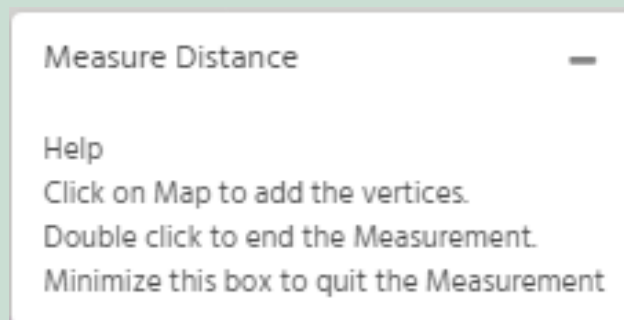 Measure Distance
Help
Click on Map to add the vertices.
Double click to end the Measurement.
Minimize this box to quit the Measurement